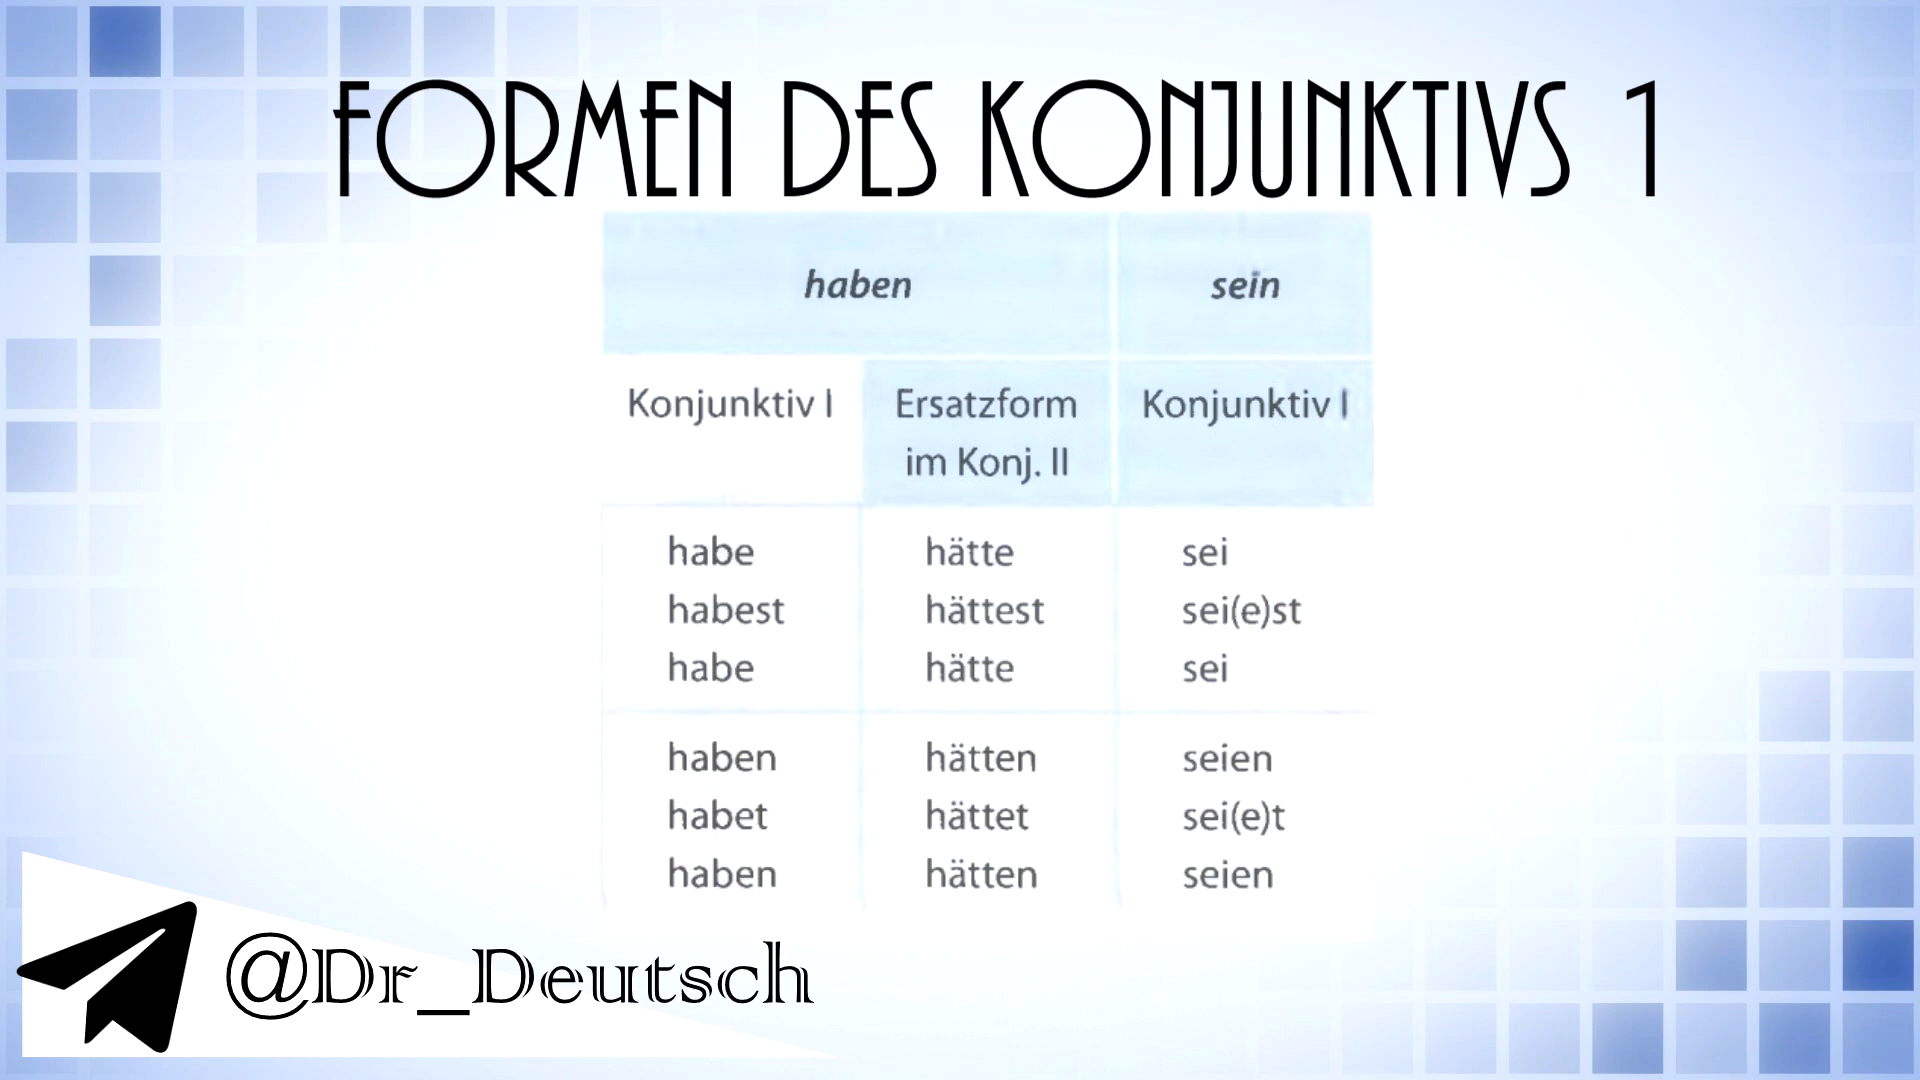 FORMEN DES KONJUNKTIVS 1
haben sein
Konjunktiv I Ersatzform Konjunktiv I
im Konj. II
habe hätte sei
habest hättest sei(e)st
habe hätte sei
haben hätten seien
habet hättet sei(e)t
haben hätten seien
@Dr_Deutsch